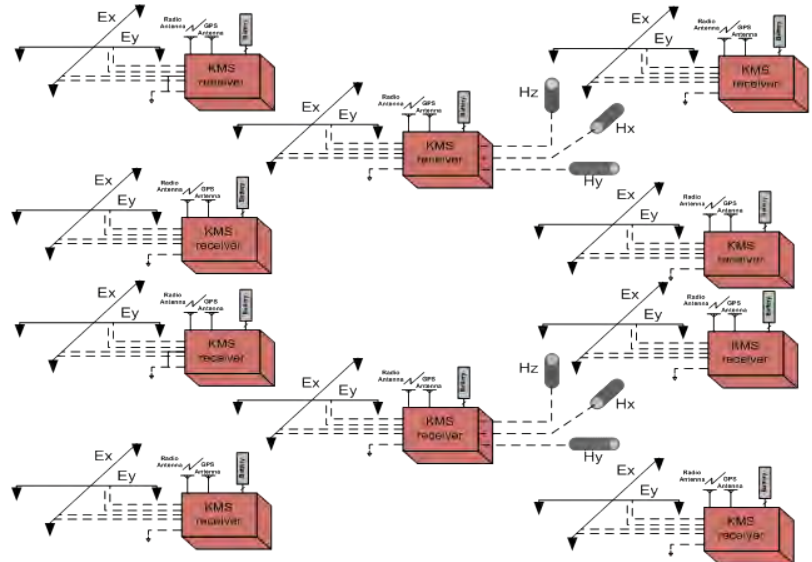 Ex
Ey
Radio
Antenna
GPS
Antenna
Battery
KMS
receiver
Ex
Ey
Radio
Antenna
GPS
Antenna
Battery
KMS
receiver
Ex
Ey
Radio
Antenna
GPS
Antenna
Battery
KMS
receiver
Hz
Hx
Hy
Ex
Ey
Radio
Antenna
GPS
Antenna
Battery
KMS
receiver
Ex
Ey
Radio
Antenna
GPS
Antenna
Battery
KMS
receiver
Ex
Ey
Radio
Antenna
GPS
Antenna
Battery
KMS
receiver
Ex
Ey
Radio
Antenna
GPS
Antenna
Battery
KMS
receiver
Ex
Ey
Radio
Antenna
GPS
Antenna
Battery
KMS
receiver
Hz
Hx
Hy
Ex
Ey
Radio
Antenna
GPS
Antenna
Battery
KMS
receiver
Ex
Ey
Radio
Antenna
GPS
Antenna
Battery
KMS
receiver